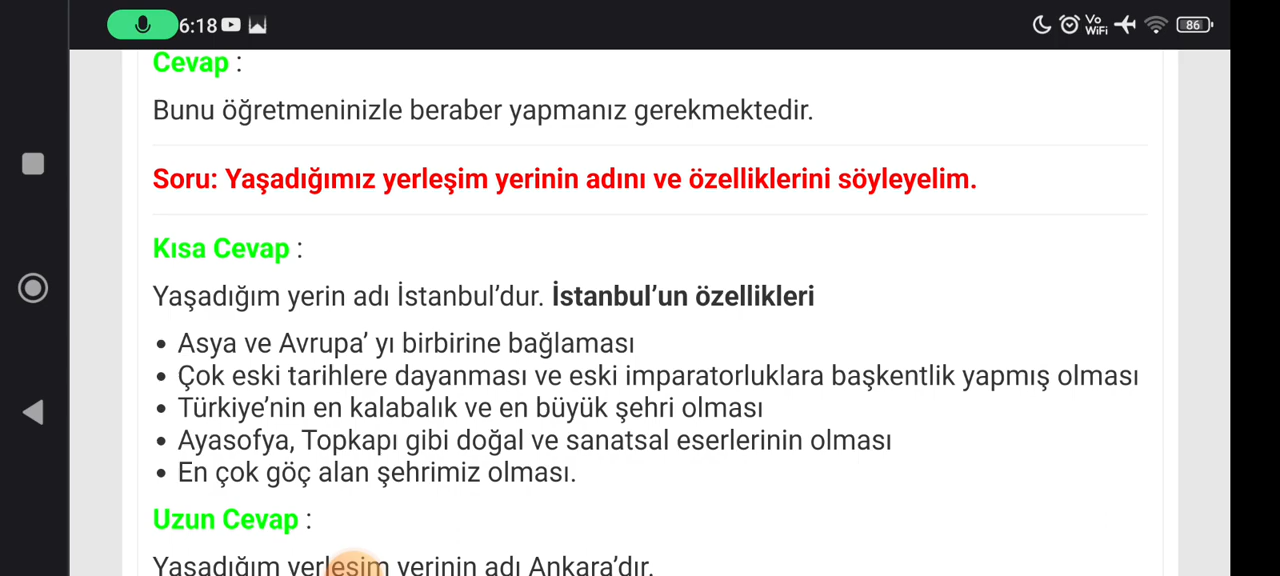 6:18
Vo
WiFi
86
Cevap :
Bunu öğretmeninizle beraber yapmanız gerekmektedir.
Soru: Yaşadığımız yerleşim yerinin adını ve özelliklerini söyleyelim.
Kısa Cevap :
Yaşadığım yerin adı İstanbul’dur. İstanbul’un özellikleri
• Asya ve Avrupa’ yı birbirine bağlaması
• Çok eski tarihlere dayanması ve eski imparatorluklara başkentlik yapmış olması
• Türkiye’nin en kalabalık ve en büyük şehri olması
• Ayasofya, Topkapı gibi doğal ve sanatsal eserlerinin olması
• En çok göç alan şehrimiz olması.
Uzun Cevap :
Yaşadığım yerleşim yerinin adı Ankara’dır.